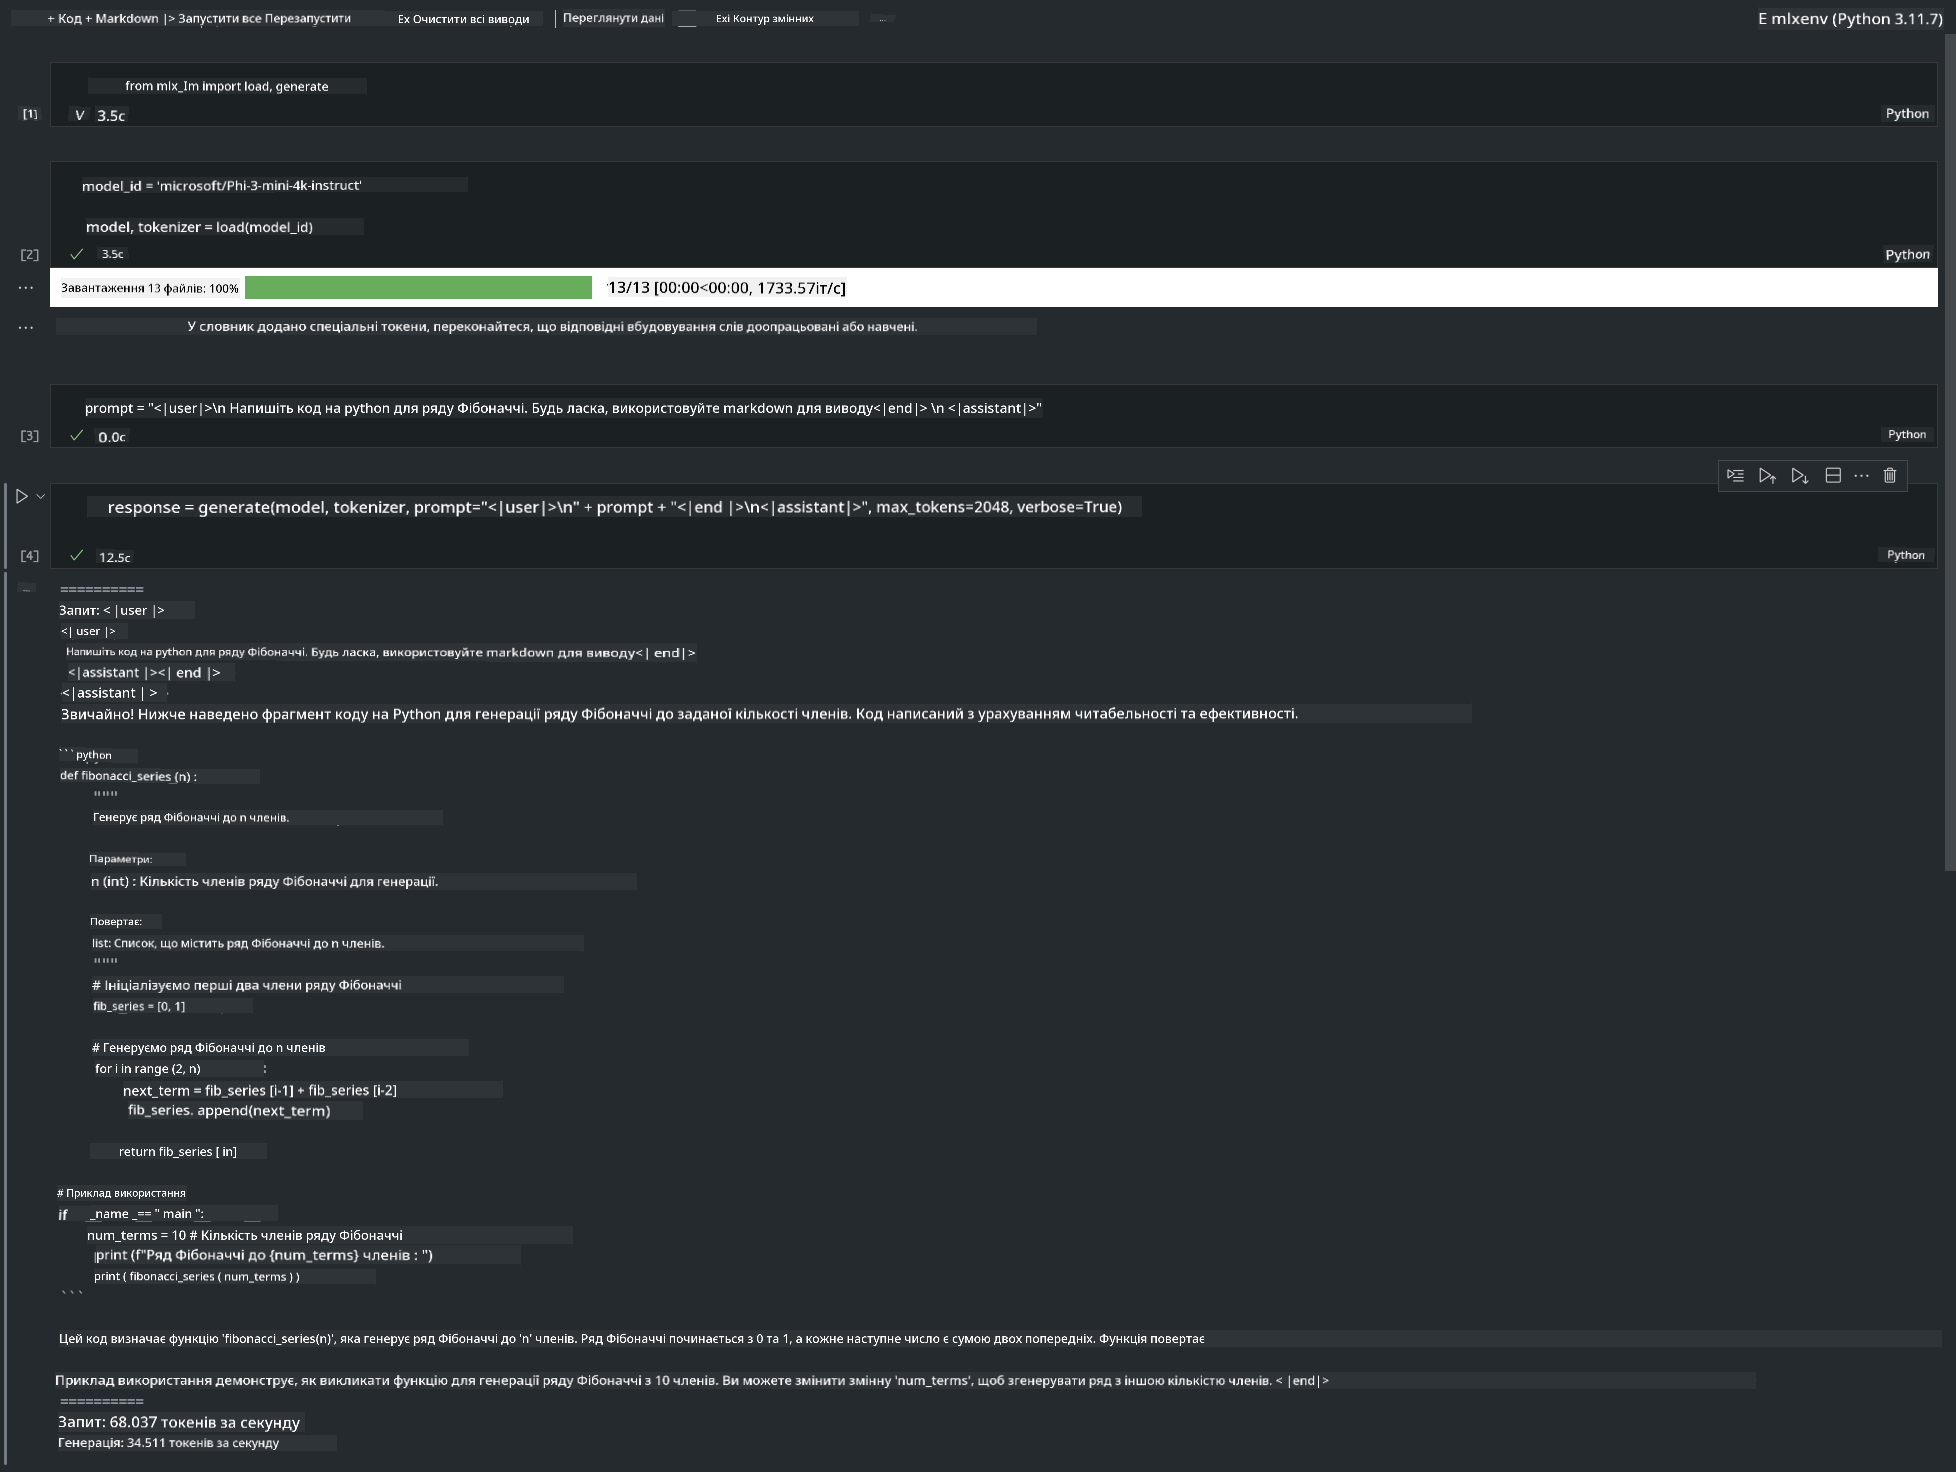 + Код + Markdown |> Запустити все Перезапустити Ex Очистити всі виводи Переглянути дані Exi Контур змінних ... E mlxenv (Python 3.11.7)
from mlx_Im import load, generate
[1] V 3.5с Python
model_id = 'microsoft/Phi-3-mini-4k-instruct'
model, tokenizer = load(model_id)
[2] ✓ 3.5с Python
... Завантаження 13 файлів: 100% 13/13 [00:00<00:00, 1733.57іт/с]
... У словник додано спеціальні токени, переконайтеся, що відповідні вбудовування слів доопрацьовані або навчені.
prompt = "<|user|>\n Напишіть код на python для ряду Фібоначчі. Будь ласка, використовуйте markdown для виводу<|end|> \n <|assistant|>"
[3] ✓ 0.0с Python
response = generate(model, tokenizer, prompt="<|user|>\n" + prompt + "<|end |>\n<|assistant|>", max_tokens=2048, verbose=True)
[4] ✓ 12.5с Python
... ==========
Запит: < |user |>
<| user |>
Напишіть код на python для ряду Фібоначчі. Будь ласка, використовуйте markdown для виводу<| end|>
<|assistant |><| end |>
<|assistant | >
Звичайно! Нижче наведено фрагмент коду на Python для генерації ряду Фібоначчі до заданої кількості членів. Код написаний з урахуванням читабельності та ефективності.
```python
def fibonacci_series (n) :
"""
Генерує ряд Фібоначчі до n членів.
Параметри:
n (int) : Кількість членів ряду Фібоначчі для генерації.
Повертає:
list: Список, що містить ряд Фібоначчі до n членів.
"""
# Ініціалізуємо перші два члени ряду Фібоначчі
fib_series = [0, 1]
# Генеруємо ряд Фібоначчі до n членів
for i in range (2, n) :
next_term = fib_series [i-1] + fib_series [i-2]
fib_series. append(next_term)
return fib_series [ in]
# Приклад використання
if _name _== " main ":
num_terms = 10 # Кількість членів ряду Фібоначчі
print (f"Ряд Фібоначчі до {num_terms} членів : ")
print ( fibonacci_series ( num_terms ) )
```
Цей код визначає функцію 'fibonacci_series(n)', яка генерує ряд Фібоначчі до 'n' членів. Ряд Фібоначчі починається з 0 та 1, а кожне наступне число є сумою двох попередніх. Функція повертає
Приклад використання демонструє, як викликати функцію для генерації ряду Фібоначчі з 10 членів. Ви можете змінити змінну 'num_terms', щоб згенерувати ряд з іншою кількістю членів. < |end|>
==========
Запит: 68.037 токенів за секунду
Генерація: 34.511 токенів за секунду